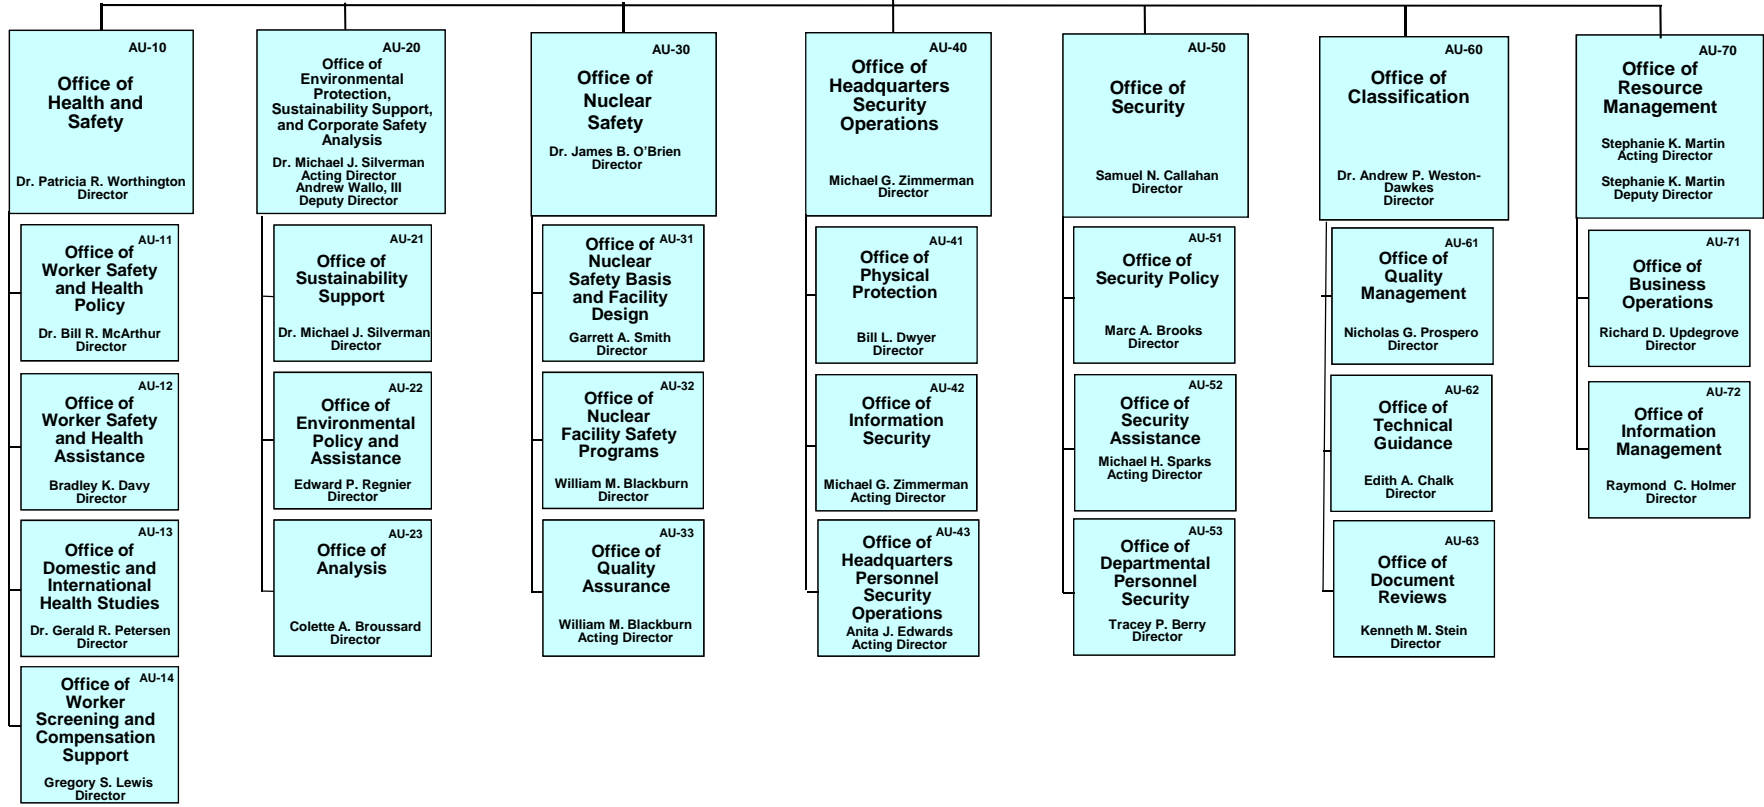 AU-10
Office of
Health and
Safety
Dr. Patricia R. Worthington
Director
AU-11
Office of
Worker Safety
and Health
Policy
Dr. Bill R. McArthur
Director
AU-12
Office of
Worker Safety
and Health
Assistance
Bradley K. Davy
Director
AU-13
Office of
Domestic and
International
Health Studies
Dr. Gerald R. Petersen
Director
AU-14
Office of
Worker
Screening and
Compensation
Support
Gregory S. Lewis
Director
AU-20
Office of
Environmental
Protection,
Sustainability Support,
and Corporate Safety
Analysis
Dr. Michael J. Silverman
Acting Director
Andrew Wallo, III
Deputy Director
AU-21
Office of
Sustainability
Support
Dr. Michael J. Silverman
Director
AU-22
Office of
Environmental
Policy and
Assistance
Edward P. Regnier
Director
AU-23
Office of
Analysis
Colette A. Broussard
Director
AU-30
Office of
Nuclear
Safety
Dr. James B. O’Brien
Director
AU-31
Office of
Nuclear
Safety Basis
and Facility
Design
Garrett A. Smith
Director
AU-32
Office of
Nuclear
Facility Safety
Programs
William M. Blackburn
Director
AU-33
Office of
Quality
Assurance
William M. Blackburn
Acting Director
AU-40
Office of
Headquarters
Security
Operations
Michael G. Zimmerman
Director
AU-41
Office of
Physical
Protection
Bill L. Dwyer
Director
AU-42
Office of
Information
Security
Michael G. Zimmerman
Acting Director
AU-43
Office of
Headquarters
Personnel
Security
Operations
Anita J. Edwards
Acting Director
AU-50
Office of
Security
Samuel N. Callahan
Director
AU-51
Office of
Security Policy
Marc A. Brooks
Director
AU-52
Office of
Security
Assistance
Michael H. Sparks
Acting Director
AU-53
Office of
Departmental
Personnel
Security
Tracey P. Berry
Director
AU-60
Office of
Classification
Dr. Andrew P. Weston-
Dawkes
Director
AU-61
Office of
Quality
Management
Nicholas G. Prospero
Director
AU-62
Office of
Technical
Guidance
Edith A. Chalk
Director
AU-63
Office of
Document
Reviews
Kenneth M. Stein
Director
AU-70
Office of
Resource
Management
Stephanie K. Martin
Acting Director
Stephanie K. Martin
Deputy Director
AU-71
Office of
Business
Operations
Richard D. Updegrove
Director
AU-72
Office of
Information
Management
Raymond C. Holmer
Director